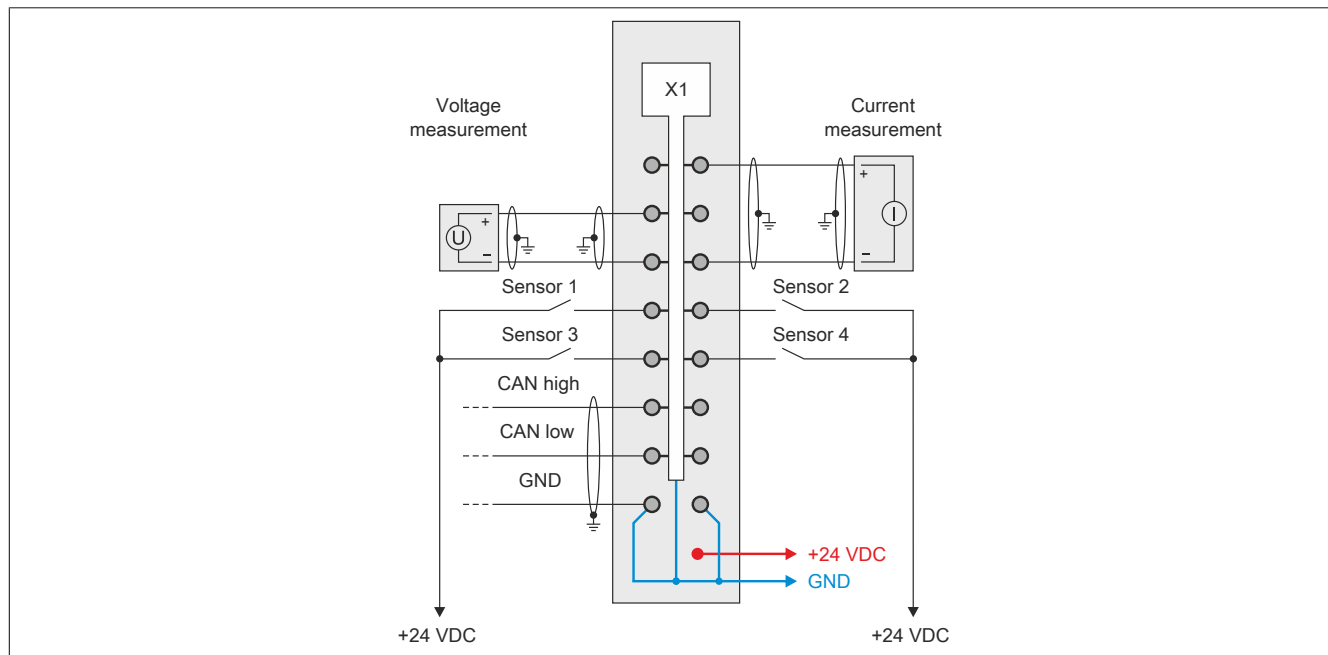 X1
Voltage
measurement
Current
measurement
+
U
–
+
I
–
Sensor 1
Sensor 2
Sensor 3
Sensor 4
CAN high
CAN low
GND
+24 VDC
GND
+24 VDC
+24 VDC